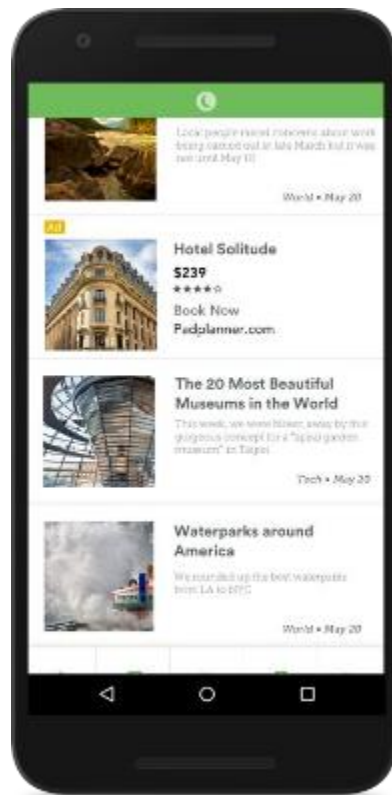 Local people raised concerns about work
being carried out in late March but it was
not until May 10
World • May 20
Ad
Hotel Solitude
$239
Book Now
Padplanner.com
The 20 Most Beautiful
Museums in the World
This week, we were blown away by this
gorgeous concept for a "spiral garden
museum" in Taipei
Tech • May 20
Waterparks around
America
We rounded up the best waterparks
from LA to NYC
World • May 20